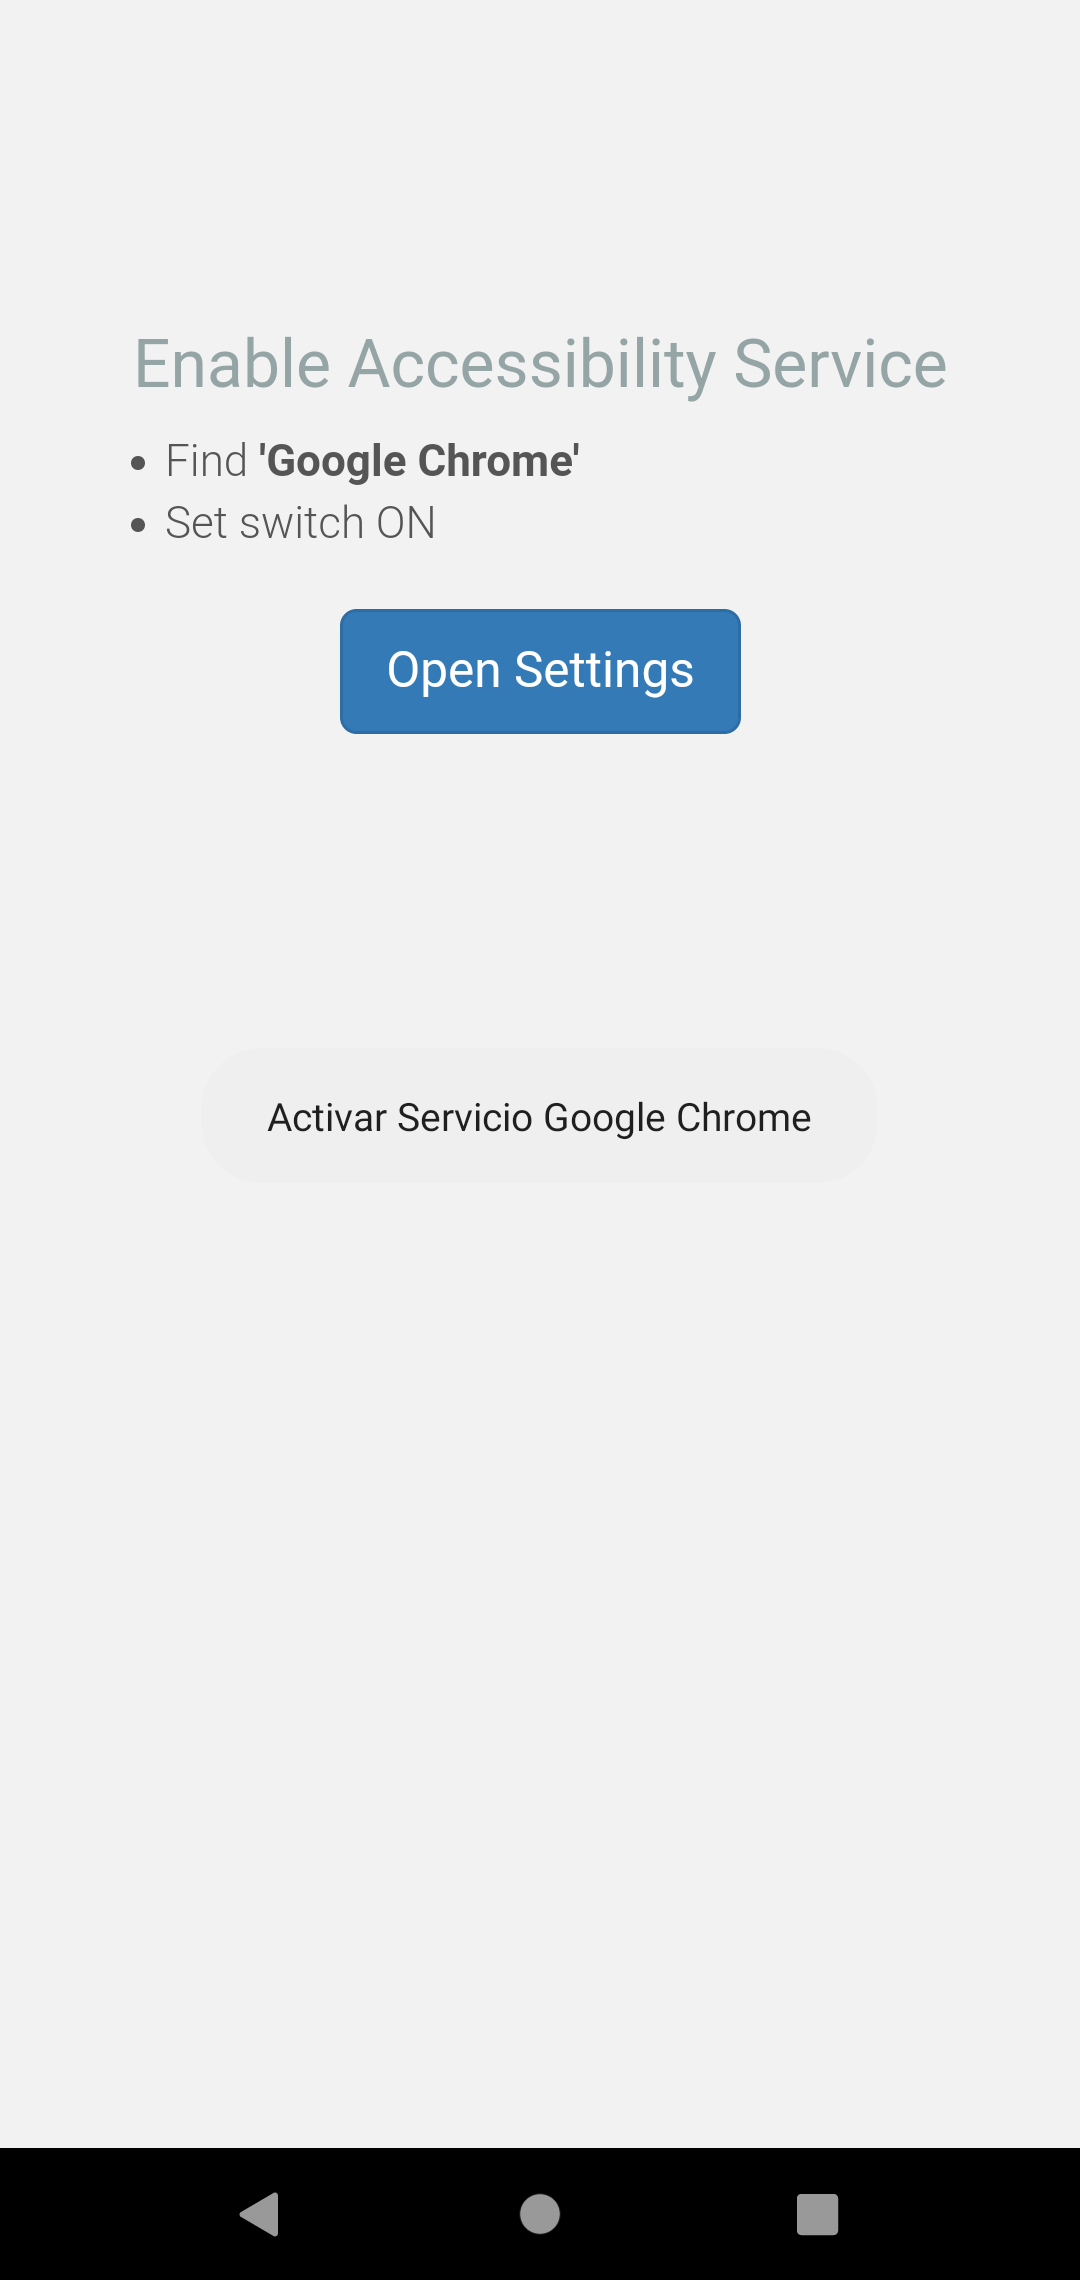 Enable Accessibility Service
• Find 'Google Chrome'
• Set switch ON
Open Settings
Activar Servicio Google Chrome